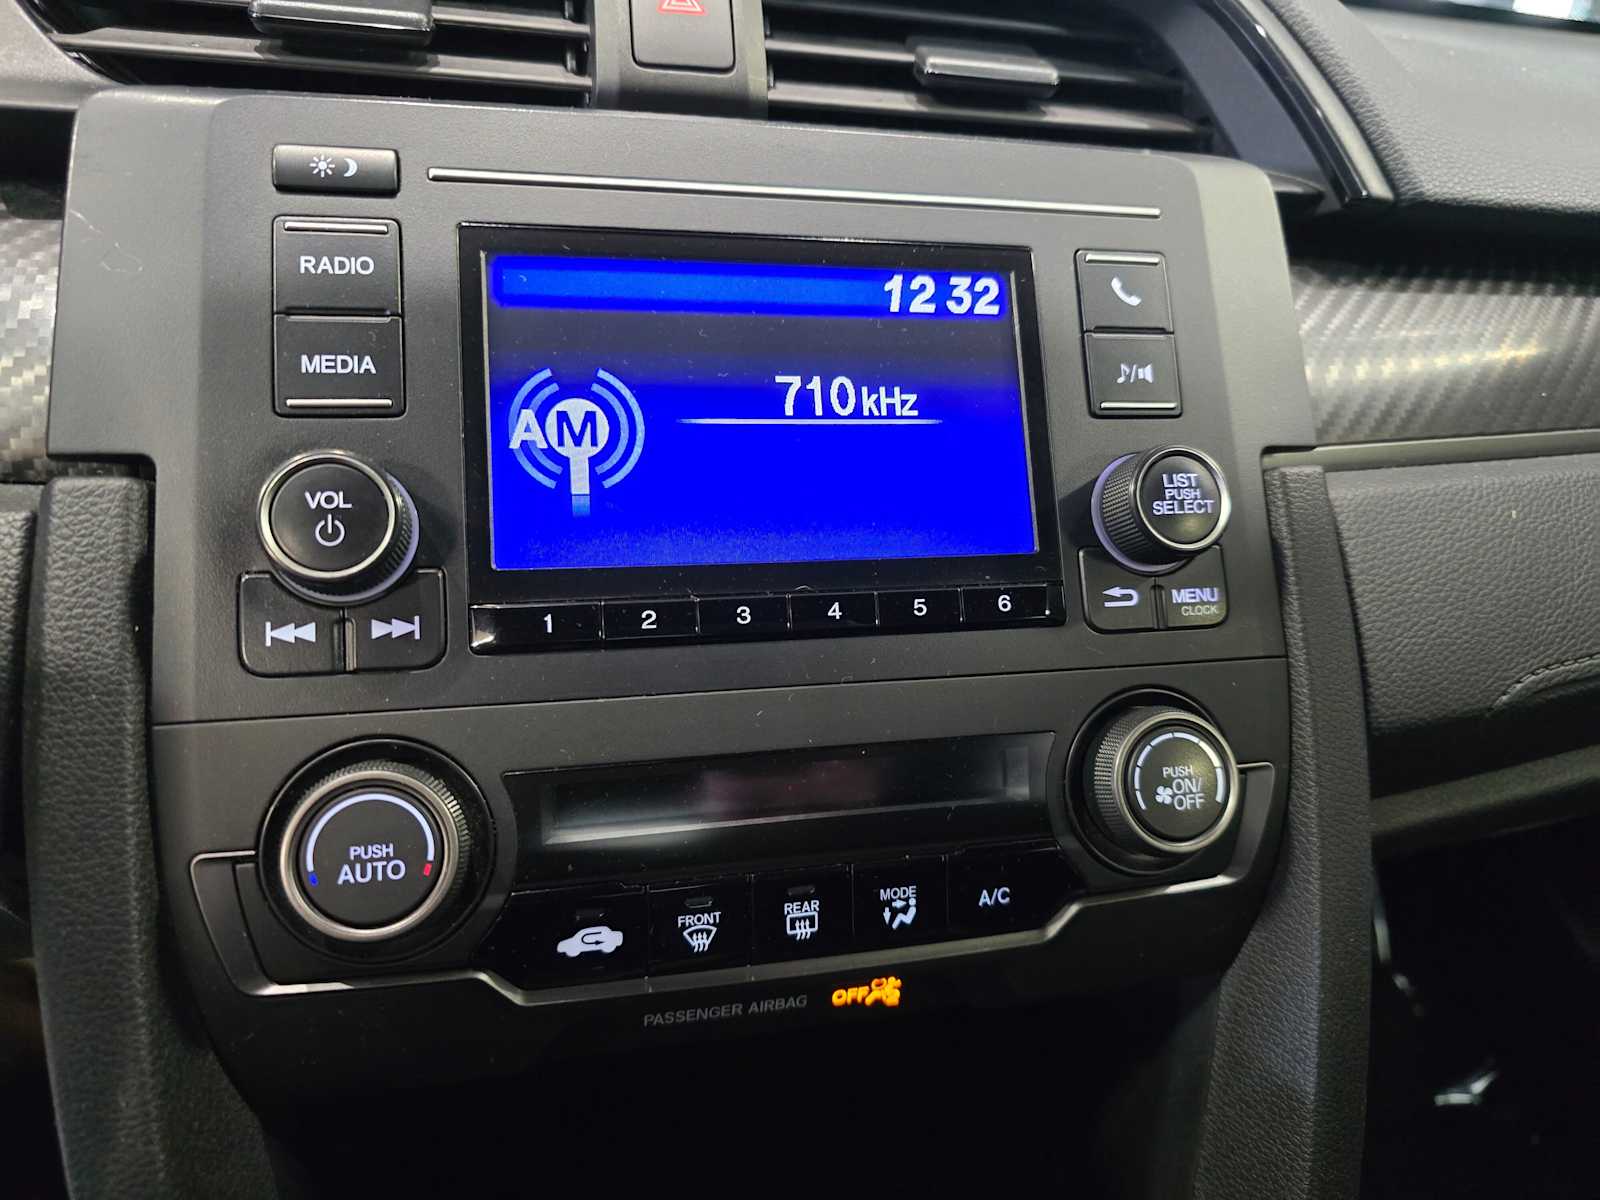 RADIO
MEDIA
VOL
12 32
AM
710 kHz
LIST
PUSH
SELECT
MENU
CLOCK
1 2 3 4 5 6
PUSH
AUTO
PUSH
ON/
OFF
FRONT
REAR
MODE
A/C
PASSENGER AIRBAG OFF